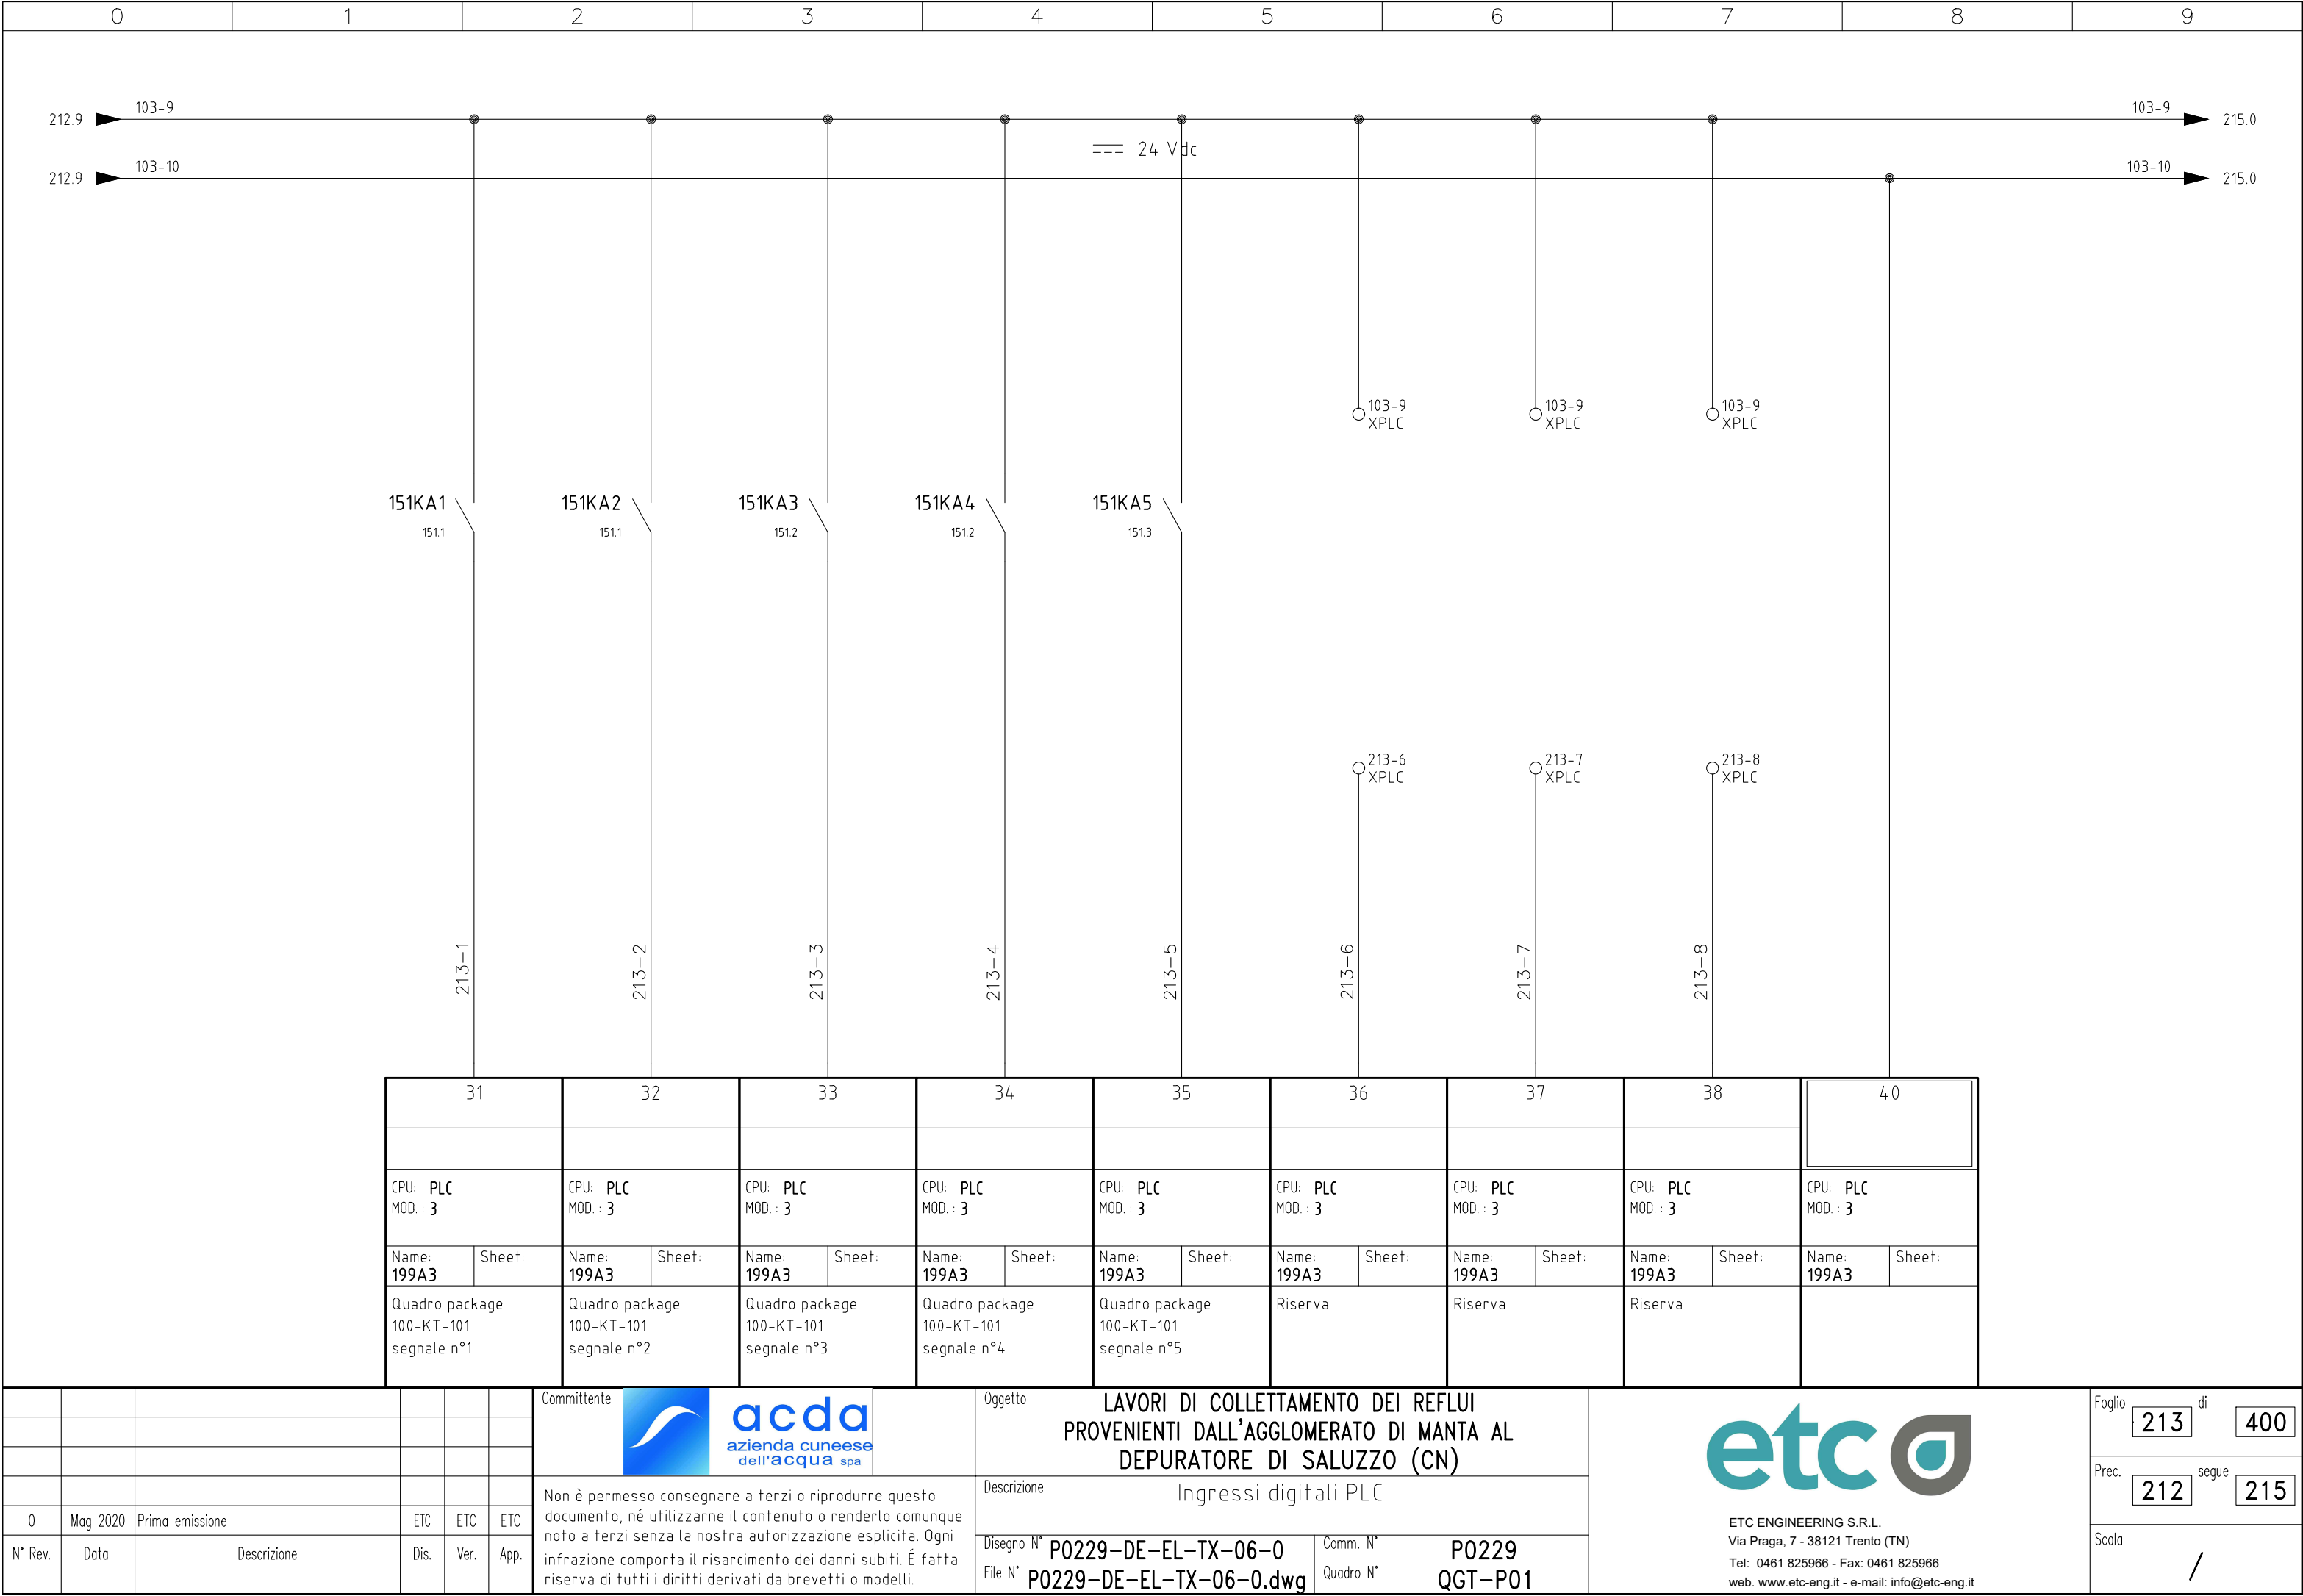 0 1 2 3 4 5 6 7 8 9
212.9 103-9 103-9 215.0
24 Vdc
212.9 103-10 103-10 215.0
103-9 103-9 103-9
XPLC XPLC XPLC
151KA1 151KA2 151KA3 151KA4 151KA5
151.1 151.1 151.2 151.2 151.3
213-6 213-7 213-8
XPLC XPLC XPLC
213-1 213-2 213-3 213-4 213-5 213-6 213-7 213-8
31 32 33 34 35 36 37 38 40
CPU: PLC CPU: PLC CPU: PLC CPU: PLC CPU: PLC CPU: PLC CPU: PLC CPU: PLC CPU: PLC
MOD. : 3 MOD. : 3 MOD. : 3 MOD. : 3 MOD. : 3 MOD. : 3 MOD. : 3 MOD. : 3 MOD. : 3
Name: Sheet: Name: Sheet: Name: Sheet: Name: Sheet: Name: Sheet: Name: Sheet: Name: Sheet: Name: Sheet: Name: Sheet:
199A3 199A3 199A3 199A3 199A3 199A3 199A3 199A3 199A3
Quadro package Quadro package Quadro package Quadro package Quadro package Riserva Riserva Riserva
100-KT-101 100-KT-101 100-KT-101 100-KT-101 100-KT-101
segnale n°1 segnale n°2 segnale n°3 segnale n°4 segnale n°5
0 Mag 2020 Prima emissione ETC ETC ETC
N° Rev. Data Descrizione Dis. Ver. App.
Committente
acda
azienda cuneese
dell'acqua spa
Non è permesso consegnare a terzi o riprodurre questo
documento, né utilizzarne il contenuto o renderlo comunque
noto a terzi senza la nostra autorizzazione esplicita. Ogni
infrazione comporta il risarcimento dei danni subiti. É fatta
riserva di tutti i diritti derivati da brevetti o modelli.
Oggetto
LAVORI DI COLLETTAMENTO DEI REFLUI
PROVENIENTI DALL'AGGLOMERATO DI MANTA AL
DEPURATORE DI SALUZZO (CN)
Descrizione
Ingressi digitali PLC
Disegno N° P0229-DE-EL-TX-06-0 Comm. N° P0229
File N° P0229-DE-EL-TX-06-0.dwg Quadro N° QGT-P01
etc
ETC ENGINEERING S.R.L.
Via Praga, 7 - 38121 Trento (TN)
Tel: 0461 825966 - Fax: 0461 825966
web. www.etc-eng.it - e-mail: info@etc-eng.it
Foglio 213 di 400
Prec. 212 segue 215
Scala /